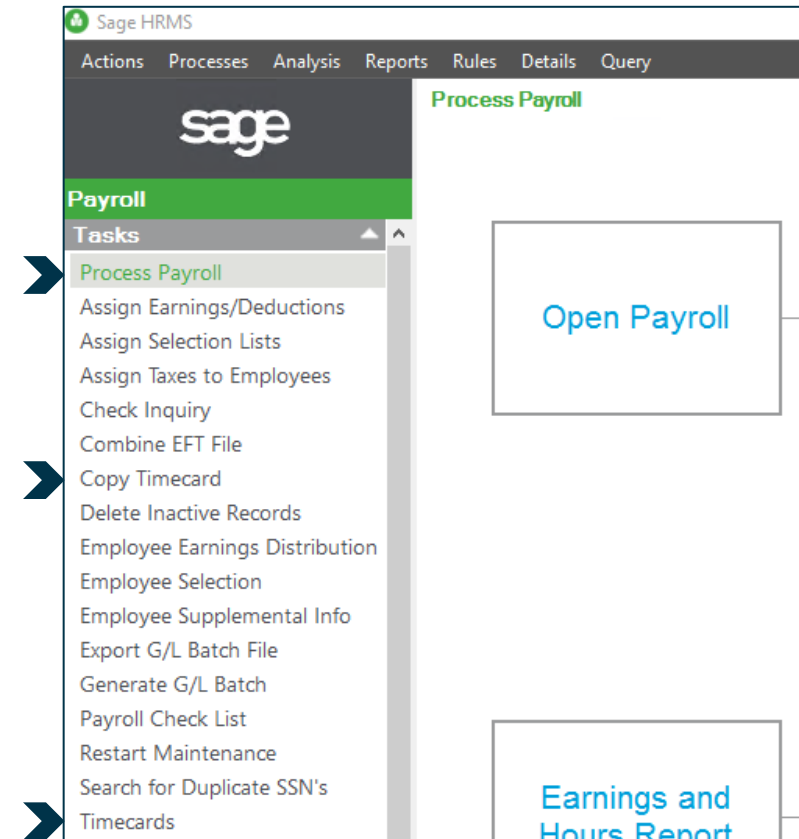 Sage HRMS
Actions Processes Analysis Reports Rules Details Query
sage
Process Payroll
Payroll
Tasks
Process Payroll
Assign Earnings/Deductions
Assign Selection Lists
Assign Taxes to Employees
Check Inquiry
Combine EFT File
Copy Timecard
Delete Inactive Records
Employee Earnings Distribution
Employee Selection
Employee Supplemental Info
Export G/L Batch File
Generate G/L Batch
Payroll Check List
Restart Maintenance
Search for Duplicate SSN's
Timecards
Open Payroll
Earnings and
Hours Report